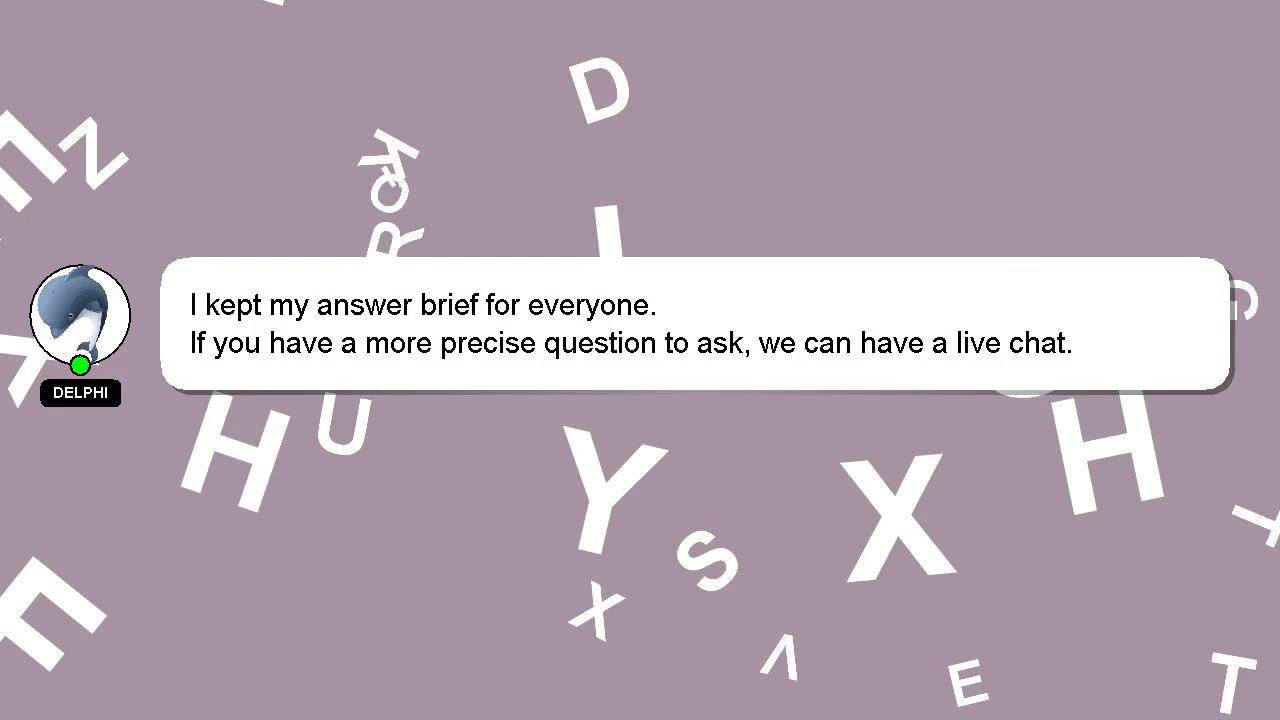 D
Z
K
Q
R
I
G
I kept my answer brief for everyone.
If you have a more precise question to ask, we can have a live chat.
DELPHI
H
U
Y
X
H
S
X
V
E
T